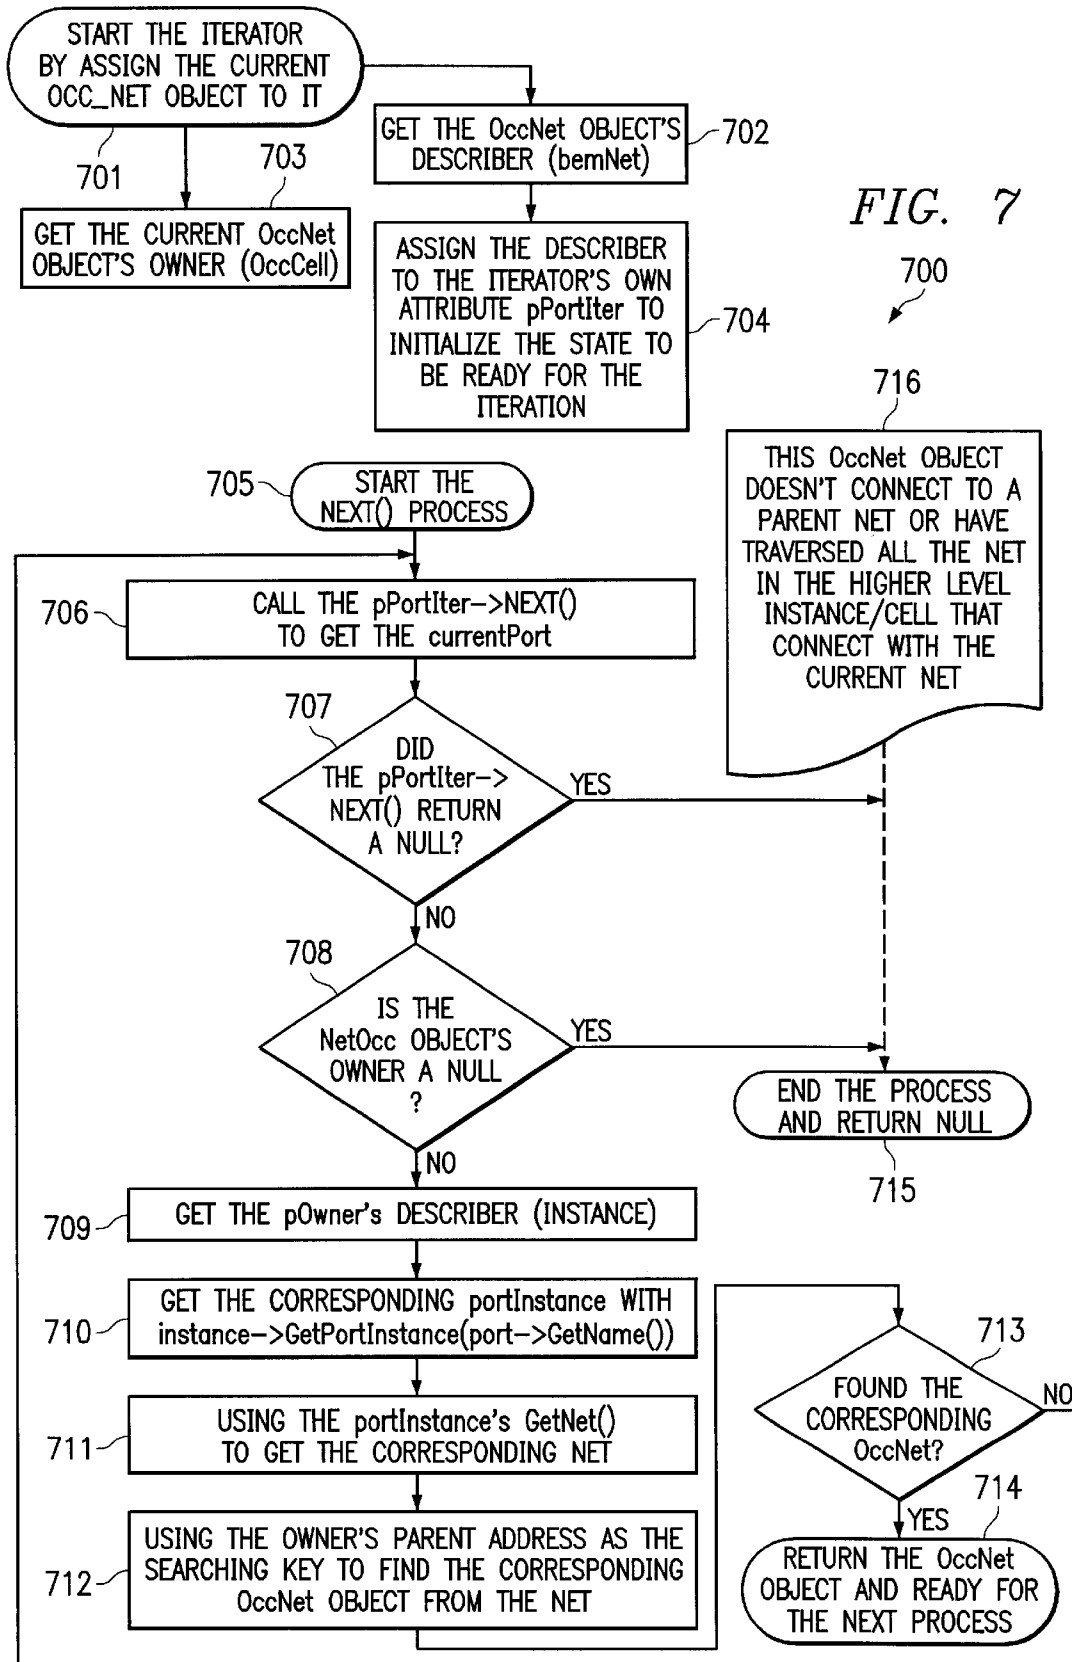 START THE ITERATOR
BY ASSIGN THE CURRENT
OCC_NET OBJECT TO IT
701
703
GET THE CURRENT OccNet
OBJECT'S OWNER (OccCell)
GET THE OccNet OBJECT'S
DESCRIBER (bemNet)
702
ASSIGN THE DESCRIBER
TO THE ITERATOR'S OWN
ATTRIBUTE pPortIter TO
INITIALIZE THE STATE TO
BE READY FOR THE
ITERATION
704
FIG. 7
700
716
THIS OccNet OBJECT
DOESN'T CONNECT TO A
PARENT NET OR HAVE
TRAVERSED ALL THE NET
IN THE HIGHER LEVEL
INSTANCE/CELL THAT
CONNECT WITH THE
CURRENT NET
705
START THE
NEXT() PROCESS
706
CALL THE pPortIter->NEXT()
TO GET THE currentPort
707
DID
THE pPortIter->
NEXT() RETURN
A NULL?
YES
NO
708
IS THE
NetOcc OBJECT'S
OWNER A NULL
?
YES
NO
END THE PROCESS
AND RETURN NULL
715
709
GET THE pOwner's DESCRIBER (INSTANCE)
710
GET THE CORRESPONDING portInstance WITH
instance->GetPortInstance(port->GetName())
711
USING THE portInstance's GetNet()
TO GET THE CORRESPONDING NET
712
USING THE OWNER'S PARENT ADDRESS AS THE
SEARCHING KEY TO FIND THE CORRESPONDING
OccNet OBJECT FROM THE NET
713
FOUND THE
CORRESPONDING
OccNet?
NO
YES
714
RETURN THE OccNet
OBJECT AND READY FOR
THE NEXT PROCESS